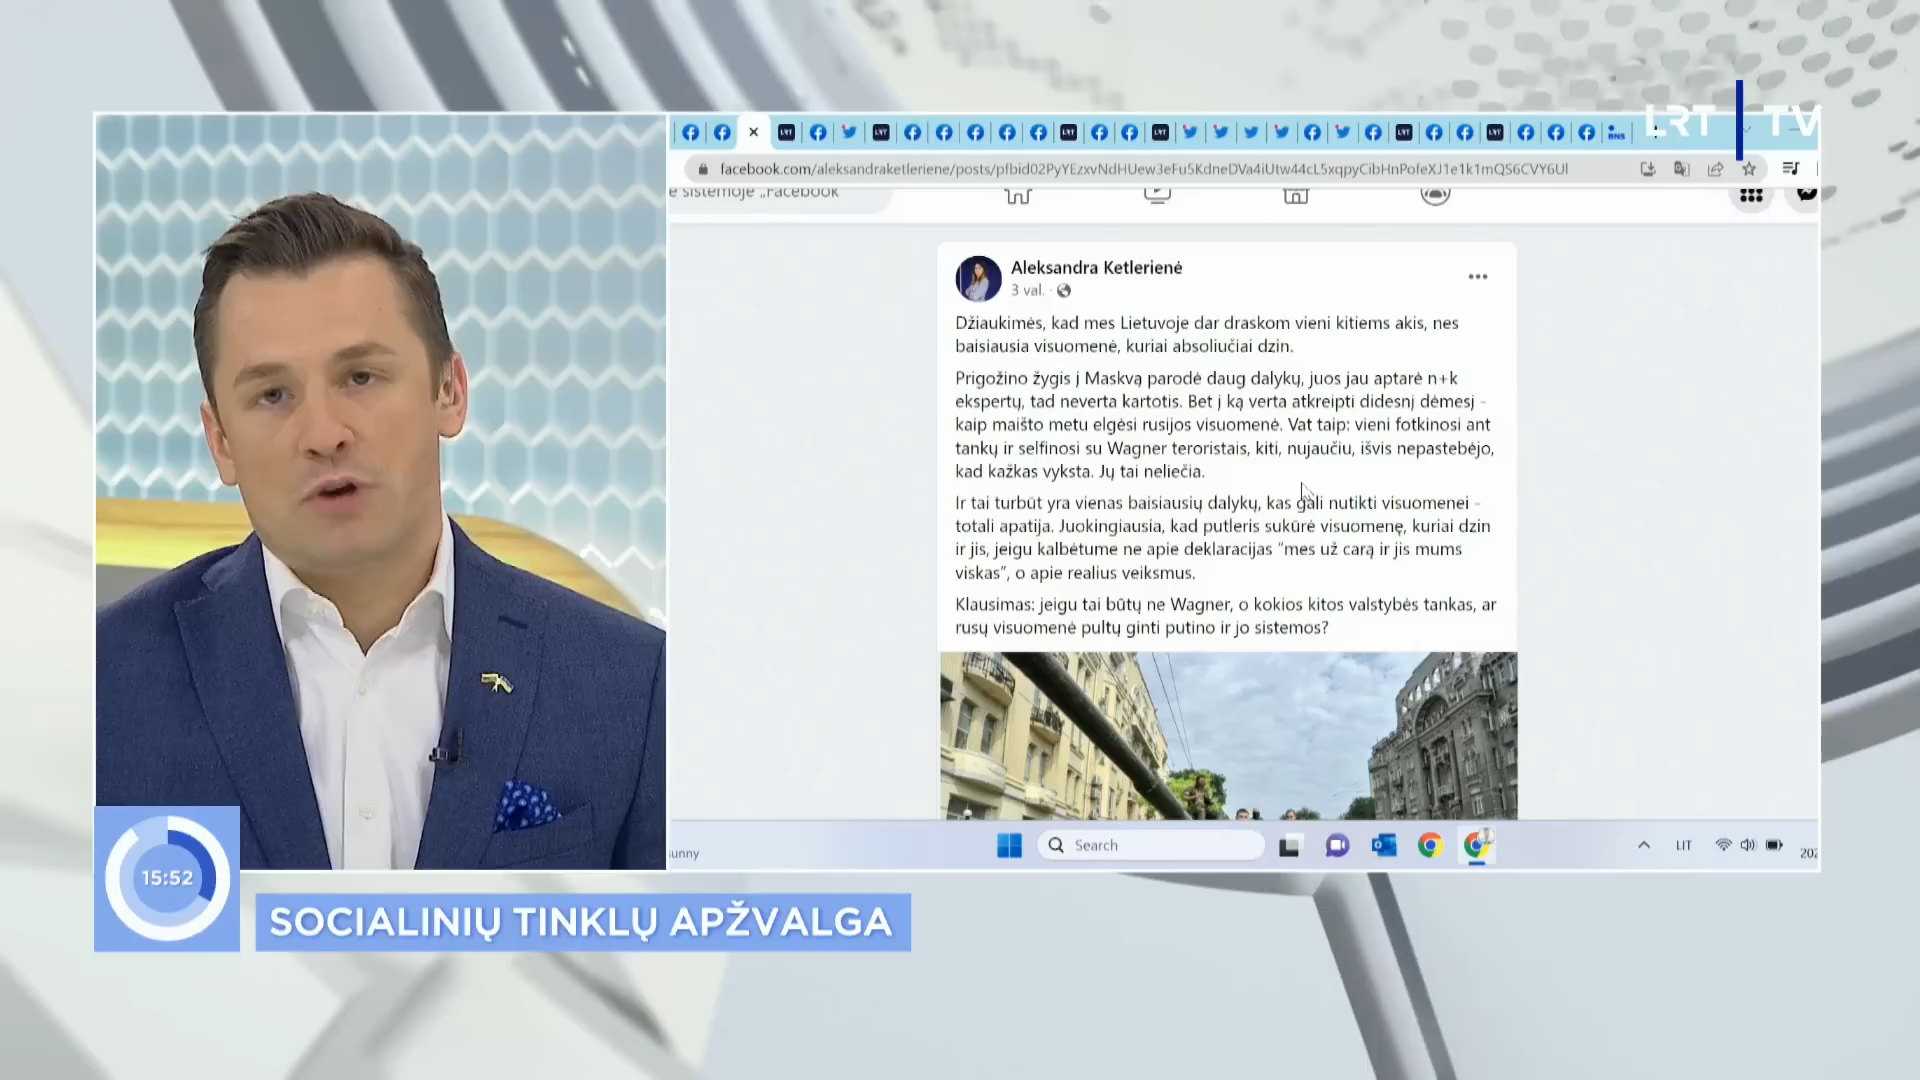 LRT TV
facebook.com/aleksandraketleriene/posts/pfbid02PyYEzxvNdHUew3eFu5KdneDVa4iUtw44cL5xqpyCibHnPofeXJ1e1k1mQS6CVY6Ul
e sistemoje „Facebook
Aleksandra Ketlerienė
3 val.
Džiaukimės, kad mes Lietuvoje dar draskom vieni kitiems akis, nes
baisiausia visuomenė, kuriai absoliučiai dzin.
Prigožino žygis į Maskvą parodė daug dalykų, juos jau aptarė n+k
ekspertų, tad neverta kartotis. Bet į ką verta atkreipti didesnį dėmesį -
kaip maišto metu elgėsi rusijos visuomenė. Vat taip: vieni fotkinosi ant
tankų ir selfinosi su Wagner teroristais, kiti, nujaučiu, išvis nepastebėjo,
kad kažkas vyksta. Jų tai neliečia.
Ir tai turbūt yra vienas baisiausių dalykų, kas gali nutikti visuomenei -
totali apatija. Juokingiausia, kad putleris sukūrė visuomenę, kuriai dzin
ir jis, jeigu kalbėtume ne apie deklaracijas "mes už carą ir jis mums
viskas", o apie realius veiksmus.
Klausimas: jeigu tai būtų ne Wagner, o kokios kitos valstybės tankas, ar
rusų visuomenė pultų ginti putino ir jo sistemos?
unny
Search
LIT
202
15:52
SOCIALINIŲ TINKLŲ APŽVALGA